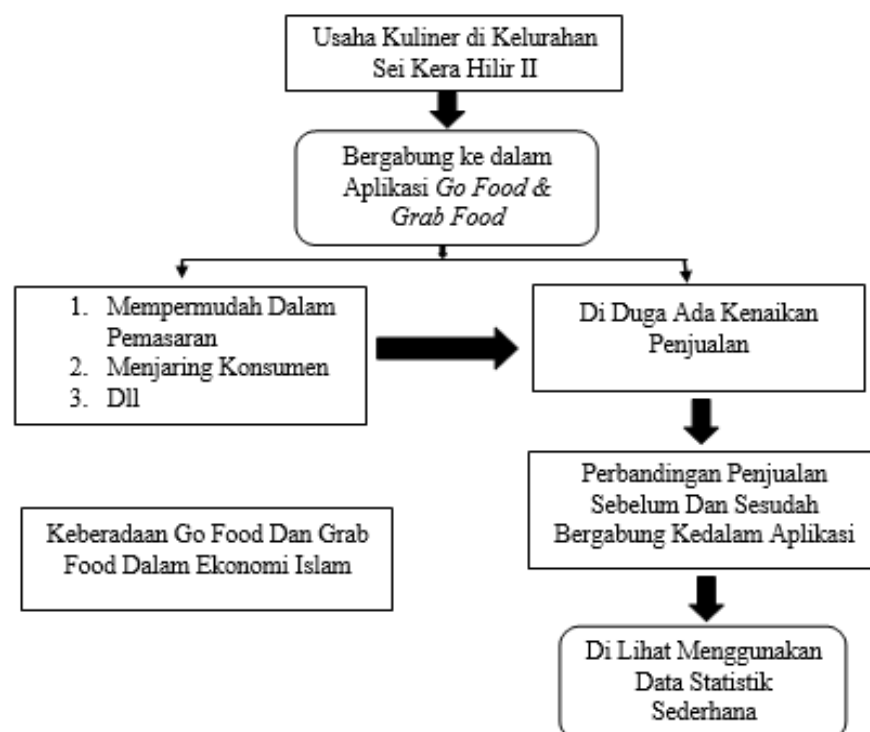 Usaha Kuliner di Kelurahan
Sei Kera Hilir II
Bergabung ke dalam
Aplikasi Go Food &
Grab Food
1. Mempermudah Dalam
Pemasaran
2. Menjaring Konsumen
3. Dll
Di Duga Ada Kenaikan
Penjualan
Perbandingan Penjualan
Sebelum Dan Sesudah
Bergabung Kedalam Aplikasi
Keberadaan Go Food Dan Grab
Food Dalam Ekonomi Islam
Di Lihat Menggunakan
Data Statistik
Sederhana